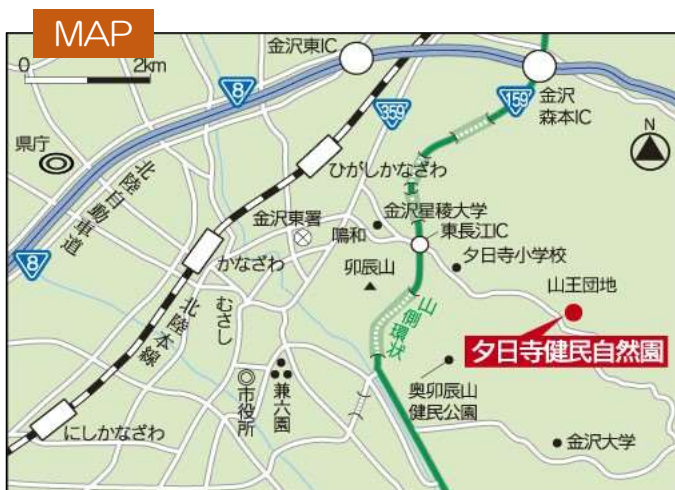 MAP
0 2km
金沢東IC
8
359
159
金沢
森本IC
N
県庁
北陸自動車道
ひがしかなざわ
金沢星稜大学
金沢東署
鳴和
東長江IC
夕日寺小学校
8
かなざわ
卯辰山
山王団地
北陸本線
むさし
山側環状
夕日寺健民自然園
市役所
兼六園
奥卯辰山
健民公園
にしかなざわ
金沢大学